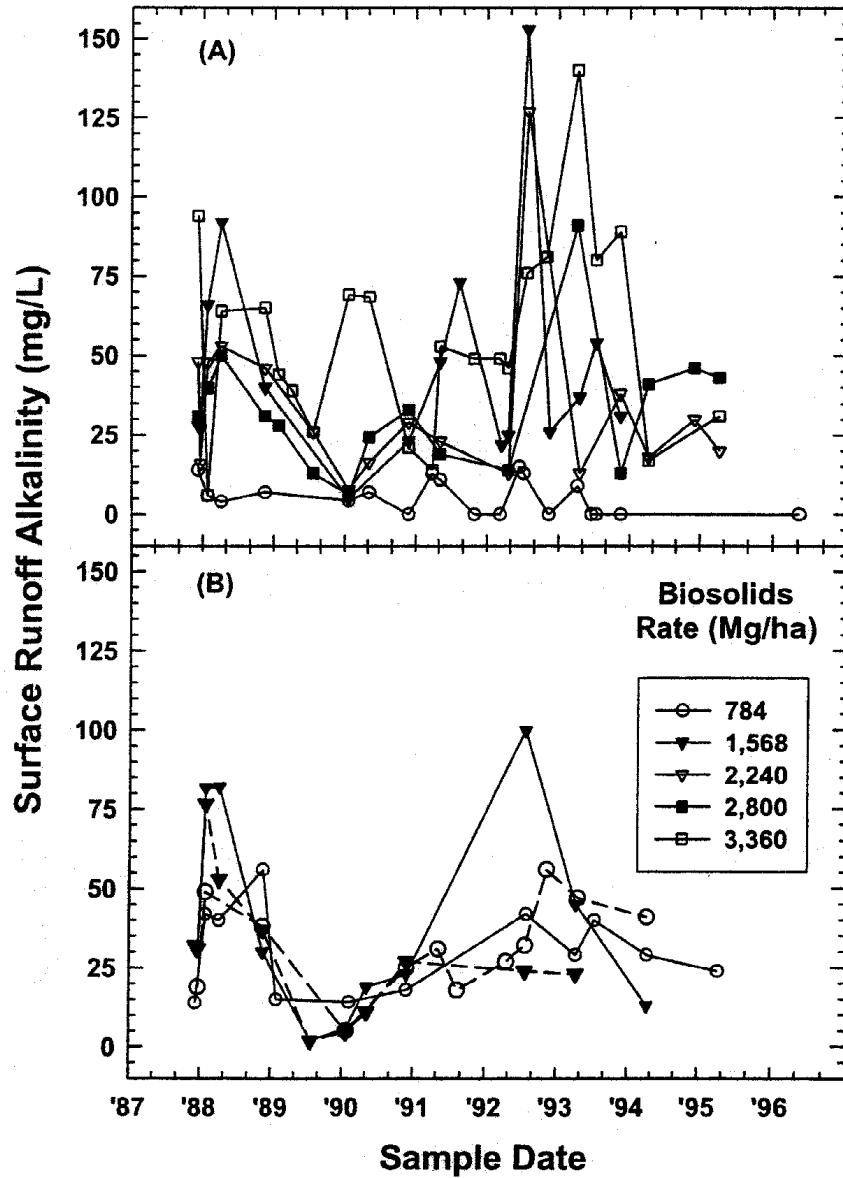 Surface Runoff Alkalinity (mg/L)
(A)
150
125
100
75
50
25
0
(B)
150
125
100
75
50
25
0
Biosolids
Rate (Mg/ha)
784
1,568
2,240
2,800
3,360
'87 '88 '89 '90 '91 '92 '93 '94 '95 '96
Sample Date